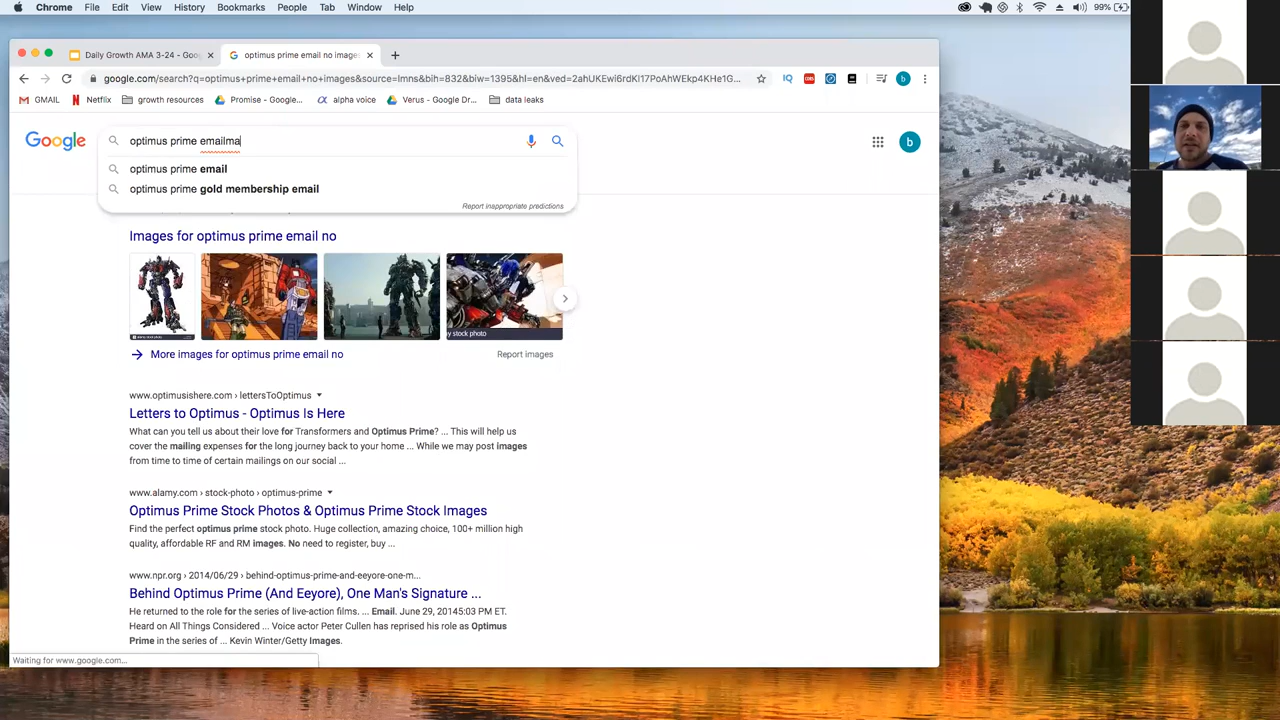 Chrome File Edit View History Bookmarks People Tab Window Help 99%
Daily Growth AMA 3-24 - Goo
optimus prime email no images
google.com/search?q=optimus+prime+email+no+images&source=lmns&bih=832&biw=1395&hl=en&ved=2ahUKEwi6rdKI17PoAhWEkp4KHe1G...
GMAIL Netflix growth resources Promise - Google... alpha voice Verus - Google Dr... data leaks
Google
optimus prime emailma
b
optimus prime email
optimus prime gold membership email
Report inappropriate predictions
Images for optimus prime email no
y stock photo
More images for optimus prime email no Report images
www.optimusishere.com › lettersToOptimus
Letters to Optimus - Optimus Is Here
What can you tell us about their love for Transformers and Optimus Prime? ... This will help us
cover the mailing expenses for the long journey back to your home ... While we may post images
from time to time of certain mailings on our social ...
www.alamy.com › stock-photo › optimus-prime
Optimus Prime Stock Photos & Optimus Prime Stock Images
Find the perfect optimus prime stock photo. Huge collection, amazing choice, 100+ million high
quality, affordable RF and RM images. No need to register, buy ...
www.npr.org › 2014/06/29 › behind-optimus-prime-and-eeyore-one-m...
Behind Optimus Prime (And Eeyore), One Man's Signature ...
He returned to the role for the series of live-action films. ... Email. June 29, 20145:03 PM ET.
Heard on All Things Considered ... Voice actor Peter Cullen has reprised his role as Optimus
Prime in the series of ... Kevin Winter/Getty Images.
Waiting for www.google.com...